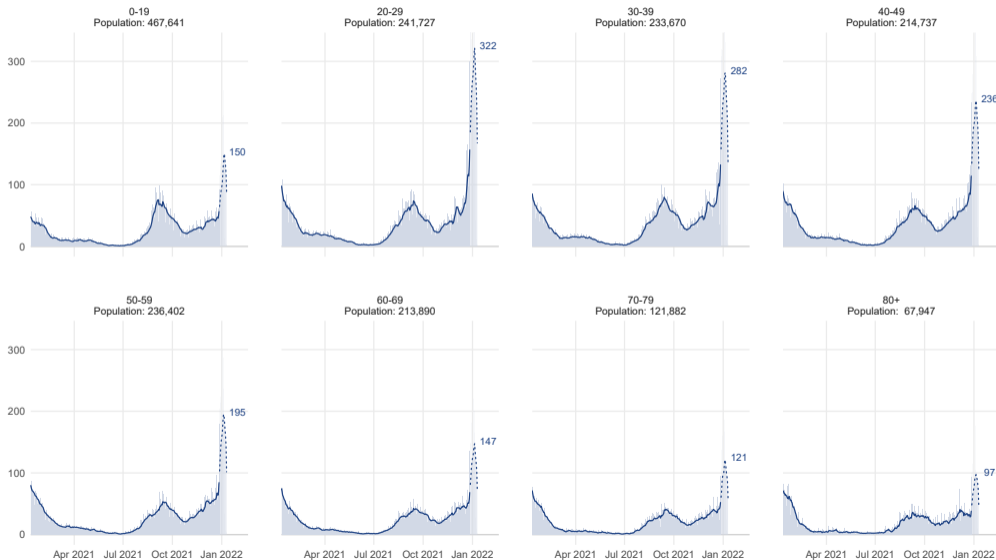 0-19
Population: 467,641
20-29
Population: 241,727
30-39
Population: 233,670
40-49
Population: 214,737
300
200
100
0
150
322
282
236
50-59
Population: 236,402
60-69
Population: 213,890
70-79
Population: 121,882
80+
Population: 67,947
300
200
100
0
195
147
121
97
Apr 2021 Jul 2021 Oct 2021 Jan 2022
Apr 2021 Jul 2021 Oct 2021 Jan 2022
Apr 2021 Jul 2021 Oct 2021 Jan 2022
Apr 2021 Jul 2021 Oct 2021 Jan 2022